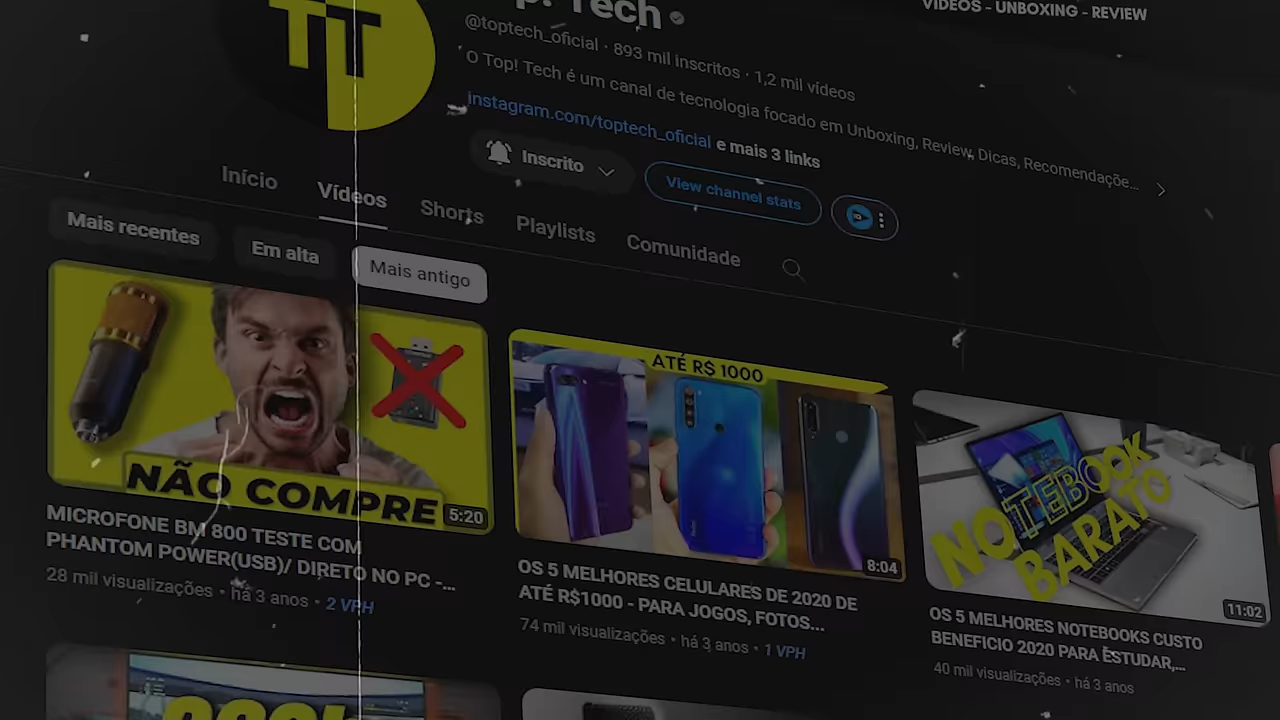 TT
Tech
VÍDEOS - UNBOXING - REVIEW
@toptech_oficial · 893 mil inscritos · 1,2 mil vídeos
O Top! Tech é um canal de tecnologia focado em Unboxing, Review, Dicas, Recomendaçõe...
instagram.com/toptech_oficial e mais 3 links
Inscrito
View channel stats
Início
Vídeos
Shorts
Playlists
Comunidade
Mais recentes
Em alta
Mais antigo
NÃO COMPRE
5:20
MICROFONE BM 800 TESTE COM
PHANTOM POWER(USB)/ DIRETO NO PC -...
28 mil visualizações • há 3 anos • 2 VPH
ATÉ R$ 1000
8:04
OS 5 MELHORES CELULARES DE 2020 DE
ATÉ R$1000 - PARA JOGOS, FOTOS...
74 mil visualizações • há 3 anos • 1 VPH
NOTEBOOK
BARATO
11:02
OS 5 MELHORES NOTEBOOKS CUSTO
BENEFICIO 2020 PARA ESTUDAR,...
40 mil visualizações • há 3 anos